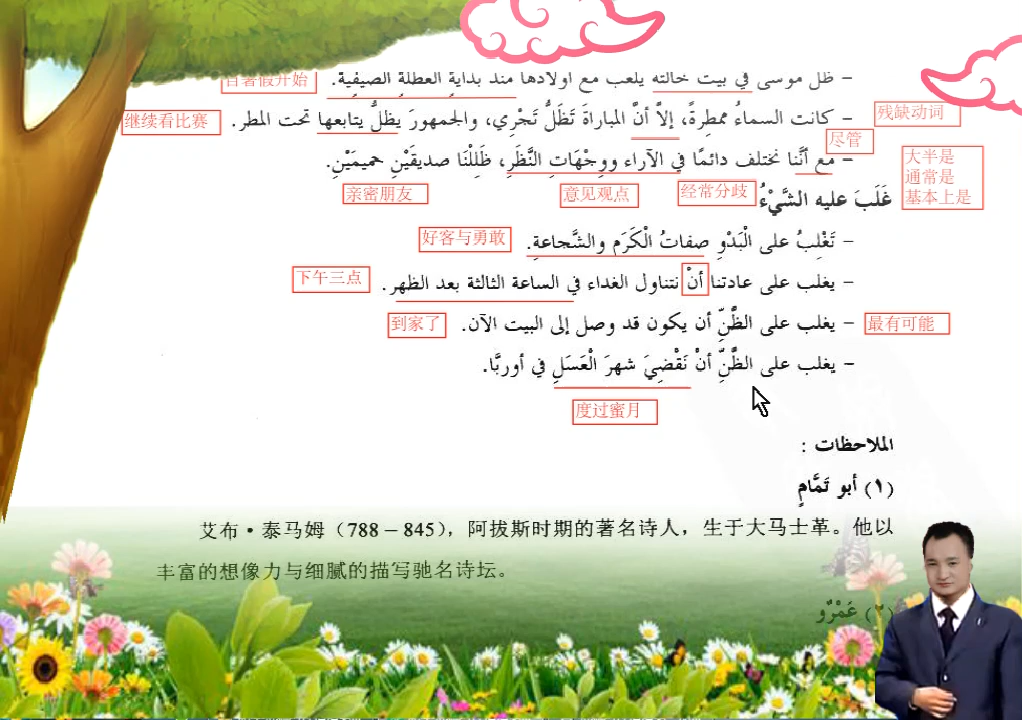 – ظل موسى في بيت خالته يلعب مع اولادها منذ بداية العطلةِ الصيفيةِ. 自暑假开始
– كانت السماءُ ممطِرةً، إلاّ أنَّ المباراةَ تَظَلُّ تَجْرِي، والجمهورَ يظلُّ يتابعها تحت المطر. 继续看比赛 残缺动词
– مع أنَّنا نختلف دائمًا في الآراء ووِجْهَاتِ النَّظَرِ، ظَلِلْنَا صديقَيْنِ حميمَيْنِ. 尽管
亲密朋友 意见观点 经常分歧
غَلَبَ عليه الشَّيْءُ 大半是
通常是
基本上是
– تَغْلِبُ على الْبَدْوِ صفاتُ الْكَرَم والشَّجاعةِ. 好客与勇敢
– يغلب على عادتنا أنْ نتناول الغداء في الساعة الثالثة بعد الظهر. 下午三点
– يغلب على الظَّنِّ أن يكون قد وصل إلى البيت الآن. 到家了 最有可能
– يغلب على الظَّنِّ أنْ نَقْضِيَ شهرَ الْعَسَلِ في أوربَّا.
度过蜜月
الملاحظات :
(١) أبو تَمَّامٍ
艾布·泰马姆（788－845），阿拔斯时期的著名诗人，生于大马士革。他以
丰富的想像力与细腻的描写驰名诗坛。
(٢) عَمْرٌو